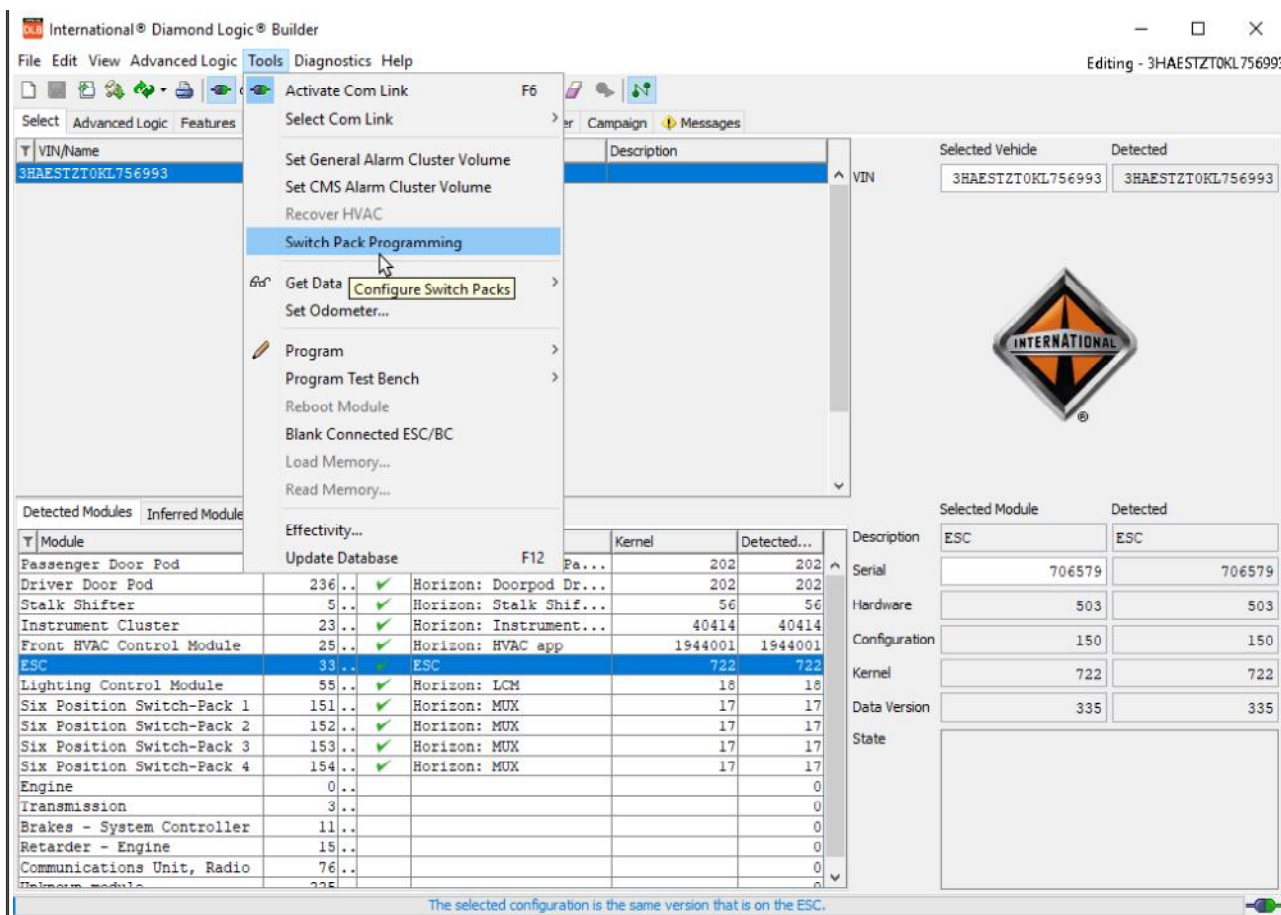 International® Diamond Logic® Builder
File Edit View Advanced Logic Tools Diagnostics Help
Editing - 3HAESTZT0KL756993
Select Advanced Logic Features Campaign Messages
Activate Com Link F6
Select Com Link
Set General Alarm Cluster Volume
Set CMS Alarm Cluster Volume
Recover HVAC
Switch Pack Programming
Get Data
Configure Switch Packs
Set Odometer...
Program
Program Test Bench
Reboot Module
Blank Connected ESC/BC
Load Memory...
Read Memory...
Effectivity...
Update Database F12
VIN/Name Description
3HAESTZT0KL756993
Selected Vehicle Detected
VIN 3HAESTZT0KL756993 3HAESTZT0KL756993
INTERNATIONAL
®
Detected Modules Inferred Module
Module Kernel Detected...
Passenger Door Pod Pa... 202 202
Driver Door Pod 236.. Horizon: Doorpod Dr... 202 202
Stalk Shifter 5.. Horizon: Stalk Shif... 56 56
Instrument Cluster 23.. Horizon: Instrument... 40414 40414
Front HVAC Control Module 25.. Horizon: HVAC app 1944001 1944001
ESC 33.. ESC 722 722
Lighting Control Module 55.. Horizon: LCM 18 18
Six Position Switch-Pack 1 151.. Horizon: MUX 17 17
Six Position Switch-Pack 2 152.. Horizon: MUX 17 17
Six Position Switch-Pack 3 153.. Horizon: MUX 17 17
Six Position Switch-Pack 4 154.. Horizon: MUX 17 17
Engine 0.. 0
Transmission 3.. 0
Brakes - System Controller 11.. 0
Retarder - Engine 15.. 0
Communications Unit, Radio 76.. 0
Selected Module Detected
Description ESC ESC
Serial 706579 706579
Hardware 503 503
Configuration 150 150
Kernel 722 722
Data Version 335 335
State
The selected configuration is the same version that is on the ESC.